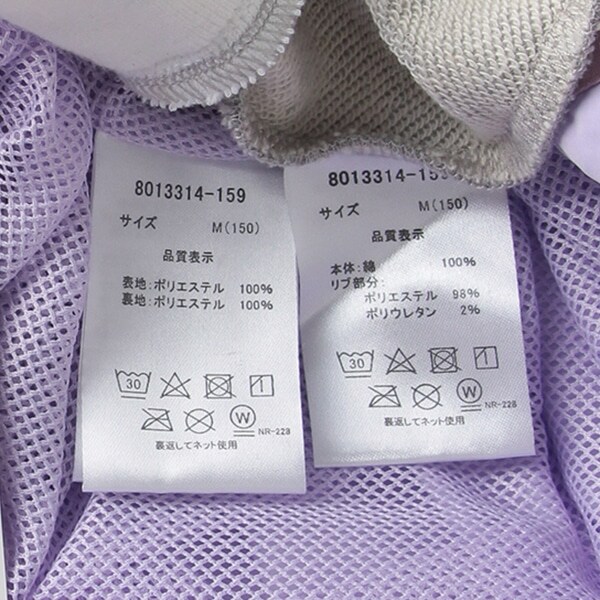 8013314-159
サイズ M(150)
品質表示
表地:ポリエステル 100%
裏地:ポリエステル 100%
30
W
NR-228
裏返してネット使用
8013314-15
サイズ M(150)
品質表示
本体:綿 100%
リブ部分:
ポリエステル 98%
ポリウレタン 2%
30
W
NR-228
裏返してネット使用